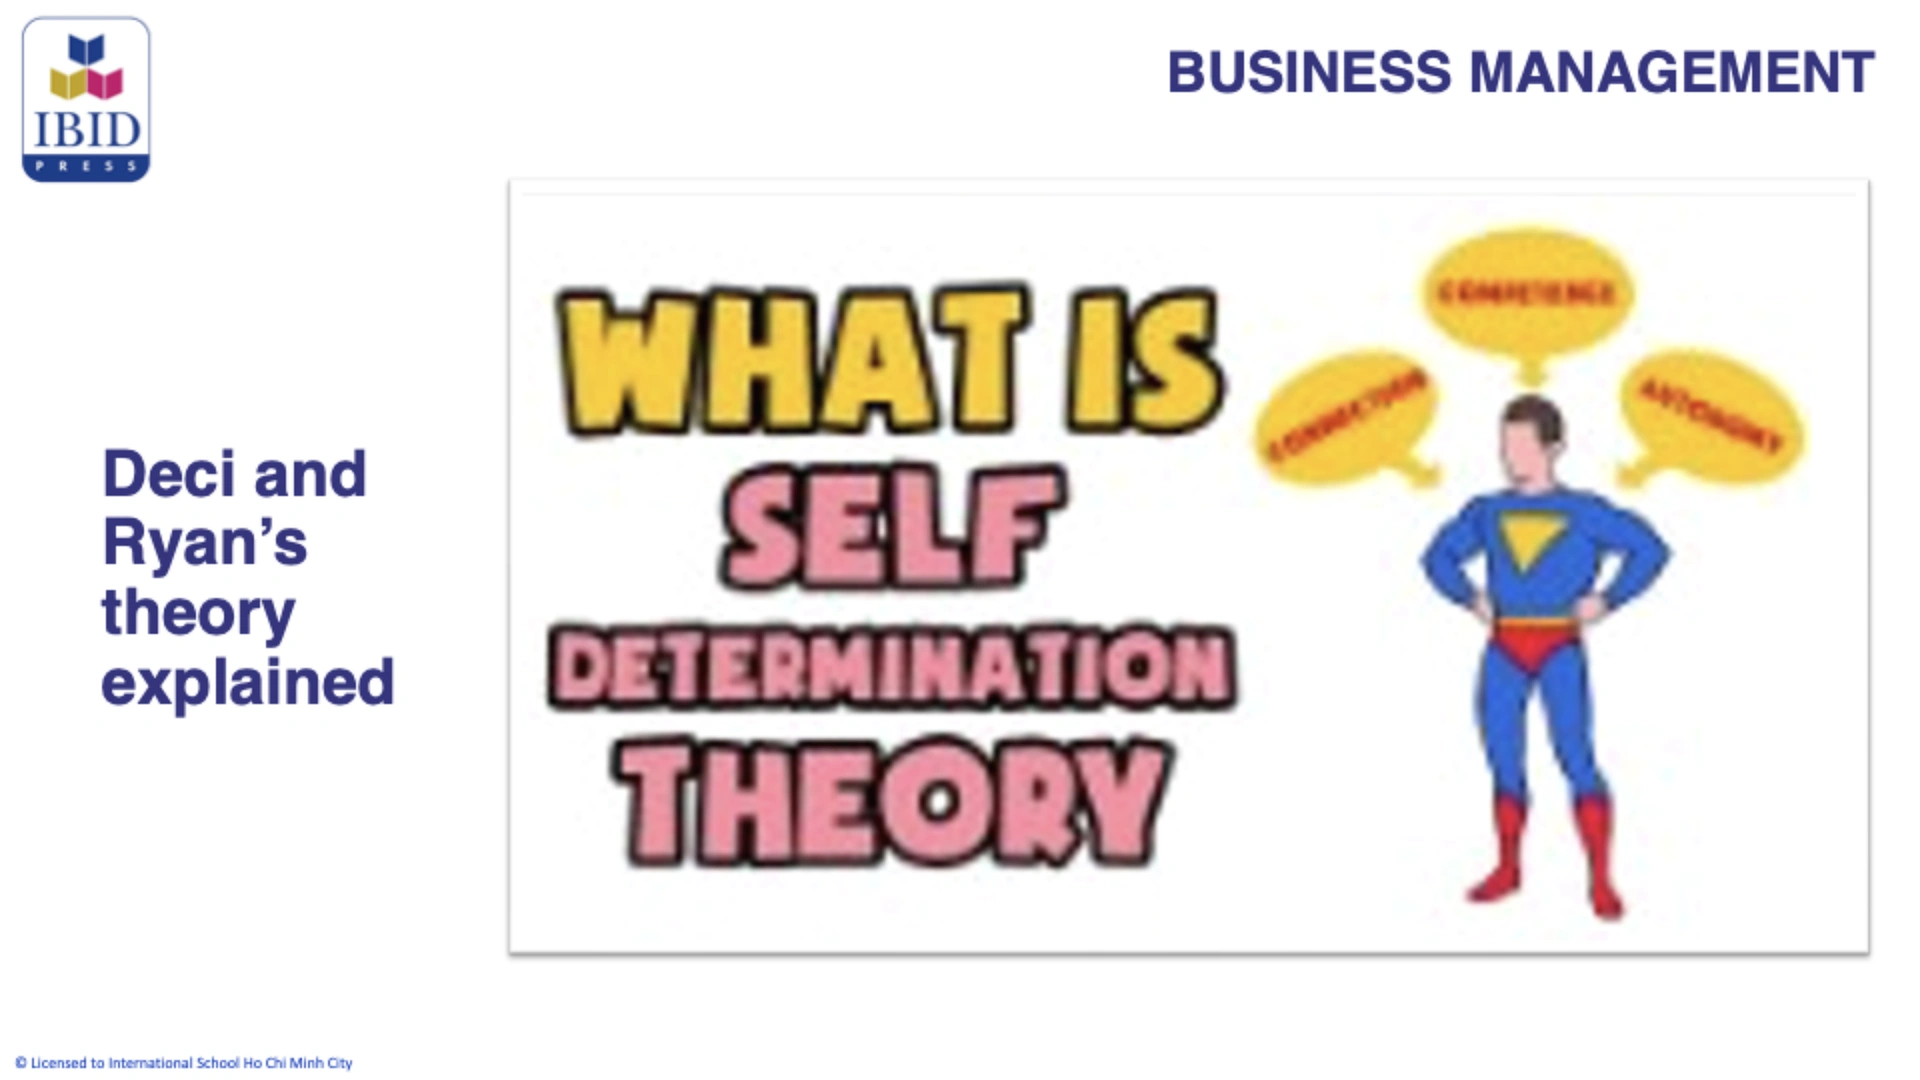 IBID
PRESS
BUSINESS MANAGEMENT
Deci and
Ryan’s
theory
explained
WHAT IS
SELF
DETERMINATION
THEORY
COMPETENCE
CONNECTION
AUTONOMY
© Licensed to International School Ho Chi Minh City